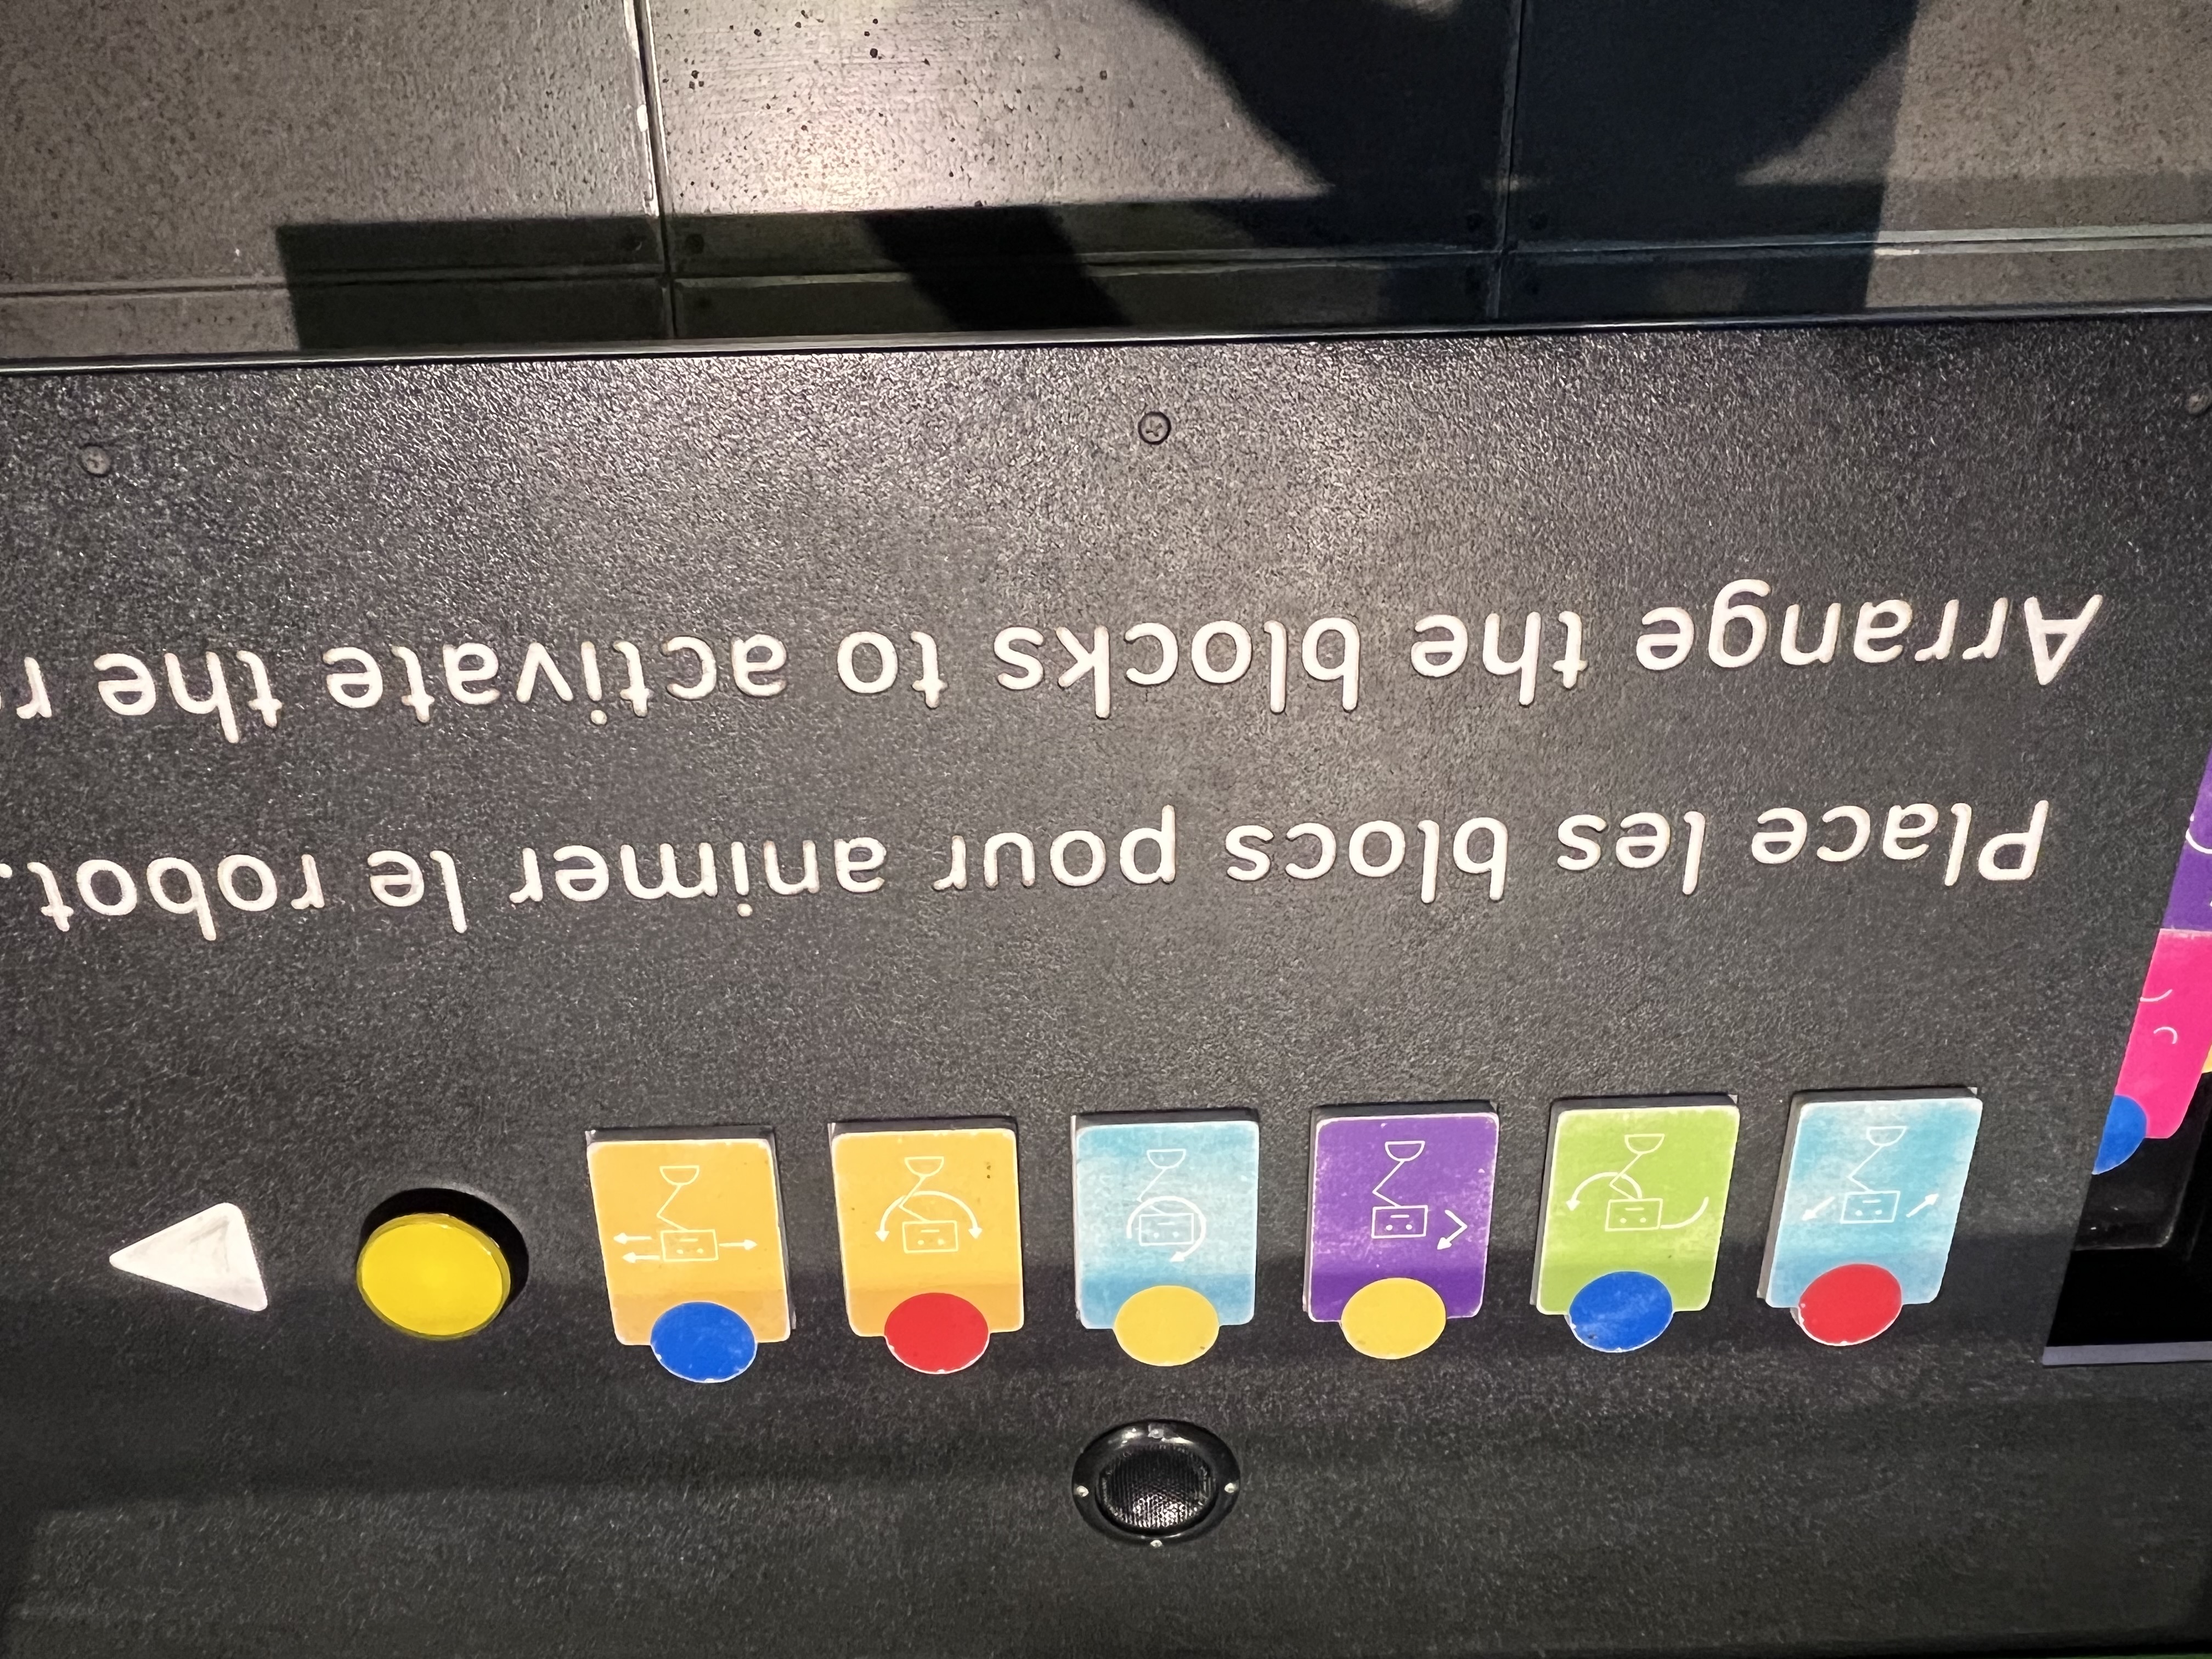 Place les blocs pour animer le robot.
Arrange the blocks to activate the